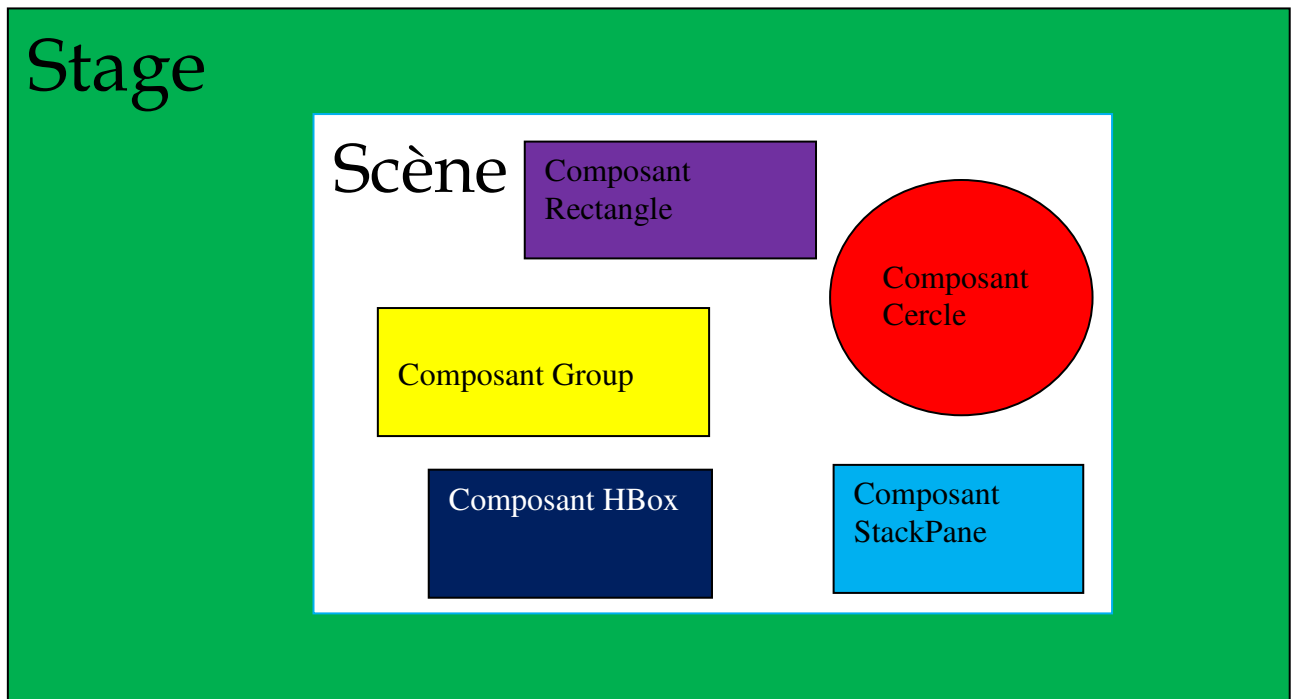 Stage
Scène
Composant
Rectangle
Composant
Cercle
Composant Group
Composant HBox
Composant
StackPane